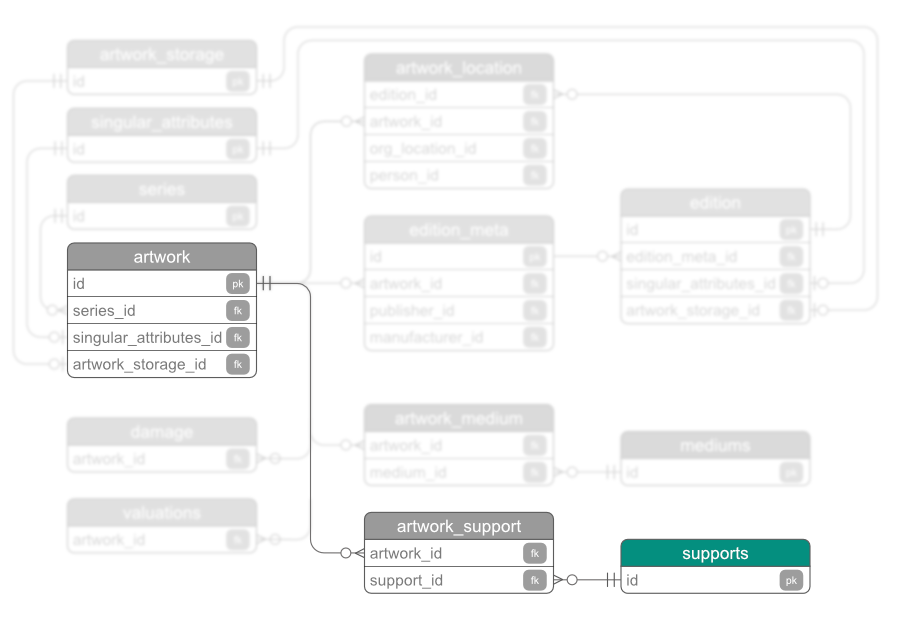 artwork_storage
id pk
singular_attributes
id pk
series
id pk
artwork
id pk
series_id fk
singular_attributes_id fk
artwork_storage_id fk
damage
artwork_id fk
valuations
artwork_id fk
artwork_location
edition_id fk
artwork_id fk
org_location_id fk
person_id fk
edition_meta
id pk
artwork_id fk
publisher_id fk
manufacturer_id fk
artwork_medium
artwork_id fk
medium_id fk
artwork_support
artwork_id fk
support_id fk
edition
id pk
edition_meta_id fk
singular_attributes_id fk
artwork_storage_id fk
mediums
id pk
supports
id pk